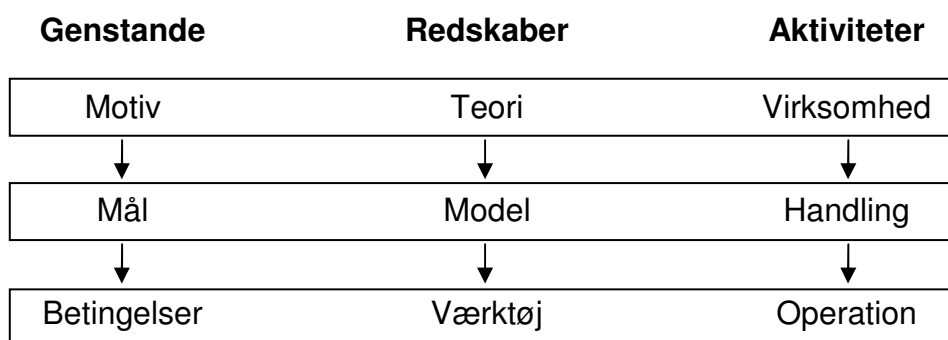 Genstande Redskaber Aktiviteter
Motiv Teori Virksomhed
Mål Model Handling
Betingelser Værktøj Operation